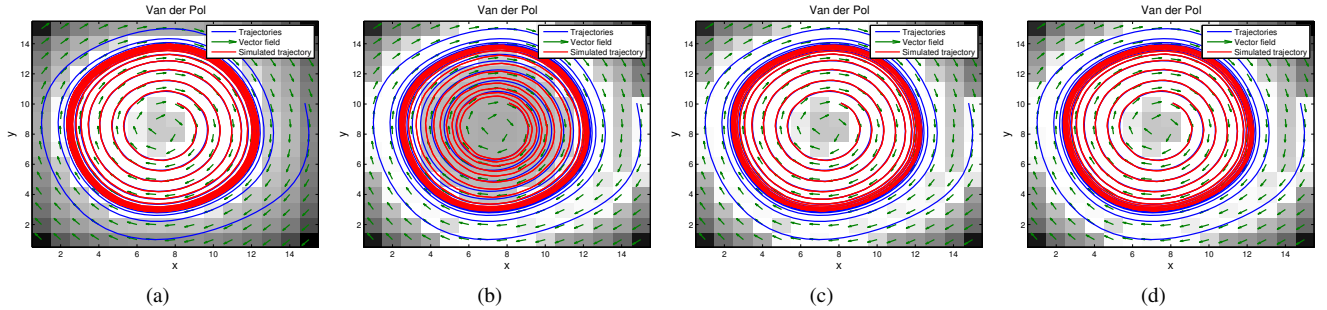 Van der Pol
Trajectories
Vector field
Simulated trajectory
y
14
12
10
8
6
4
2
2 4 6 8 10 12 14
x
(a)
Van der Pol
Trajectories
Vector field
Simulated trajectory
y
14
12
10
8
6
4
2
2 4 6 8 10 12 14
x
(b)
Van der Pol
Trajectories
Vector field
Simulated trajectory
y
14
12
10
8
6
4
2
2 4 6 8 10 12 14
x
(c)
Van der Pol
Trajectories
Vector field
Simulated trajectory
y
14
12
10
8
6
4
2
2 4 6 8 10 12 14
x
(d)